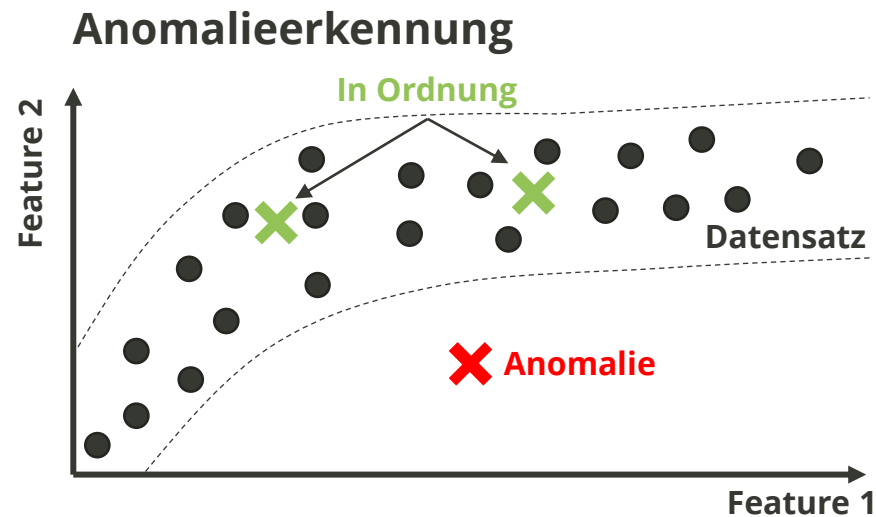 Anomalieerkennung
In Ordnung
Feature 2
Datensatz
Anomalie
Feature 1